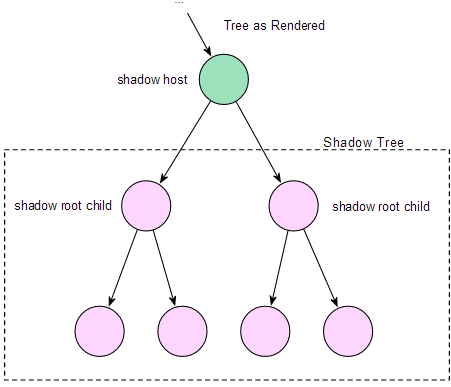 ...
Tree as Rendered
shadow host
Shadow Tree
shadow root child
shadow root child